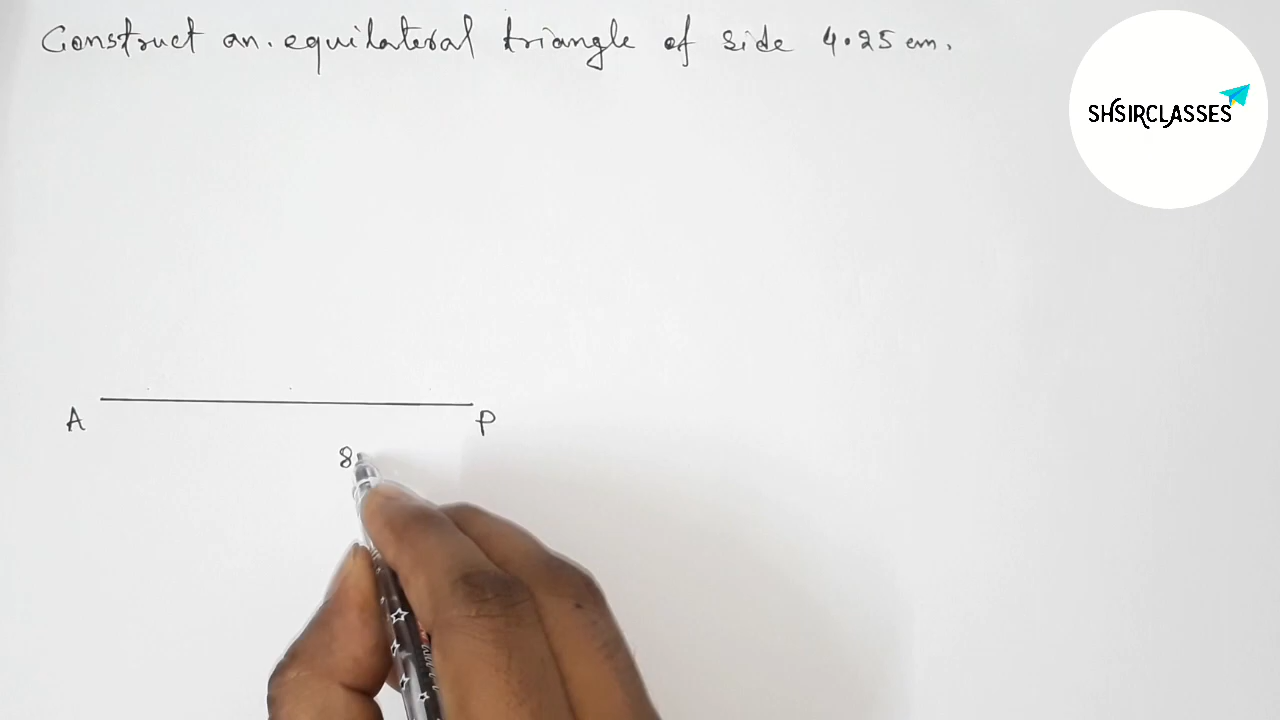 Construct an. equilateral triangle of side 4.25 cm.
SHSIRCLASSES
A
P
8.